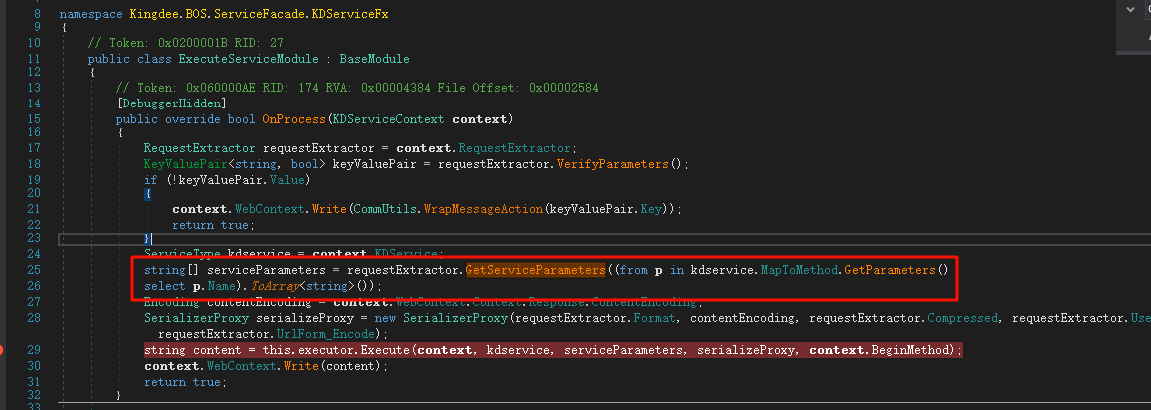 8 namespace Kingdee.BOS.ServiceFacade.KDServiceFx
9 {
10 // Token: 0x0200001B RID: 27
11 public class ExecuteServiceModule : BaseModule
12 {
13 // Token: 0x060000AE RID: 174 RVA: 0x00004384 File Offset: 0x00002584
14 [DebuggerHidden]
15 public override bool OnProcess(KDServiceContext context)
16 {
17 RequestExtractor requestExtractor = context.RequestExtractor;
18 KeyValuePair<string, bool> keyValuePair = requestExtractor.VerifyParameters();
19 if (!keyValuePair.Value)
20 {
21 context.WebContext.Write(CommUtils.WrapMessageAction(keyValuePair.Key));
22 return true;
23 }
24 ServiceType kdservice = context.KDService;
25 string[] serviceParameters = requestExtractor.GetServiceParameters((from p in kdservice.MapToMethod.GetParameters()
26 select p.Name).ToArray<string>());
27 Encoding contentEncoding = context.WebContext.Context.Response.ContentEncoding;
28 SerializerProxy serializeProxy = new SerializerProxy(requestExtractor.Format, contentEncoding, requestExtractor.Compressed, requestExtractor.Use
requestExtractor.UrlForm_Encode);
29 string content = this.executor.Execute(context, kdservice, serviceParameters, serializeProxy, context.BeginMethod);
30 context.WebContext.Write(content);
31 return true;
32 }
33